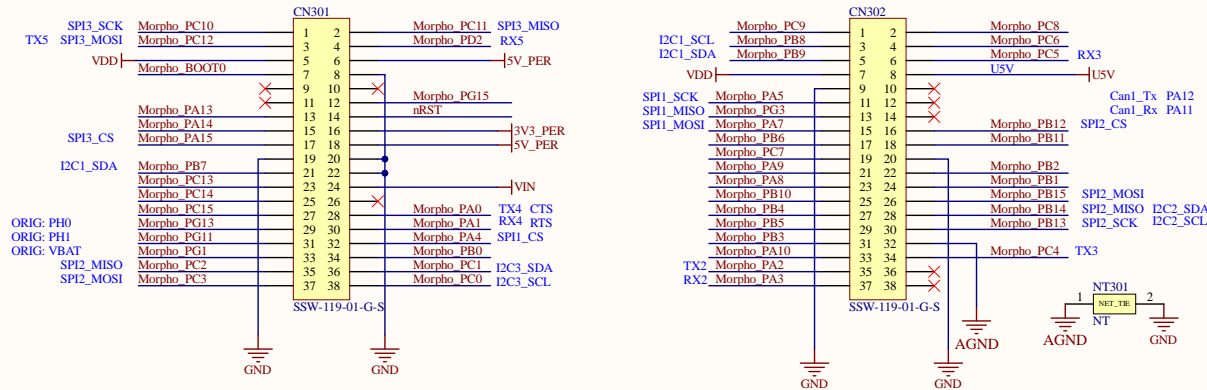 CN301
SPI3_SCK Morpho_PC10 1 2 Morpho_PC11 SPI3_MISO
TX5 SPI3_MOSI Morpho_PC12 3 4 Morpho_PD2 RX5
VDD 5 6 5V_PER
Morpho_BOOT0 7 8
9 10
11 12 Morpho_PG15
Morpho_PA13 13 14 nRST
Morpho_PA14 15 16 3V3_PER
SPI3_CS Morpho_PA15 17 18 5V_PER
19 20
I2C1_SDA Morpho_PB7 21 22
Morpho_PC13 23 24 VIN
Morpho_PC14 25 26
Morpho_PC15 27 28 Morpho_PA0 TX4 CTS
ORIG: PH0 Morpho_PG13 29 30 Morpho_PA1 RX4 RTS
ORIG: PH1 Morpho_PG11 31 32 Morpho_PA4 SPI1_CS
ORIG: VBAT Morpho_PG1 33 34 Morpho_PB0
SPI2_MISO Morpho_PC2 35 36 Morpho_PC1 I2C3_SDA
SPI2_MOSI Morpho_PC3 37 38 Morpho_PC0 I2C3_SCL
SSW-119-01-G-S
GND GND
CN302
Morpho_PC9 1 2 Morpho_PC8
I2C1_SCL Morpho_PB8 3 4 Morpho_PC6
I2C1_SDA Morpho_PB9 5 6 Morpho_PC5 RX3
VDD 7 8 U5V U5V
9 10
SPI1_SCK Morpho_PA5 11 12 Can1_Tx PA12
SPI1_MISO Morpho_PG3 13 14 Can1_Rx PA11
SPI1_MOSI Morpho_PA7 15 16 Morpho_PB12 SPI2_CS
Morpho_PB6 17 18 Morpho_PB11
Morpho_PC7 19 20
Morpho_PA9 21 22 Morpho_PB2
Morpho_PA8 23 24 Morpho_PB1
Morpho_PB10 25 26 Morpho_PB15 SPI2_MOSI
Morpho_PB4 27 28 Morpho_PB14 SPI2_MISO I2C2_SDA
Morpho_PB5 29 30 Morpho_PB13 SPI2_SCK I2C2_SCL
Morpho_PB3 31 32
Morpho_PA10 33 34 Morpho_PC4 TX3
TX2 Morpho_PA2 35 36
RX2 Morpho_PA3 37 38
SSW-119-01-G-S
AGND
GND GND
NT301
1 NET_TIE 2
NT
AGND GND